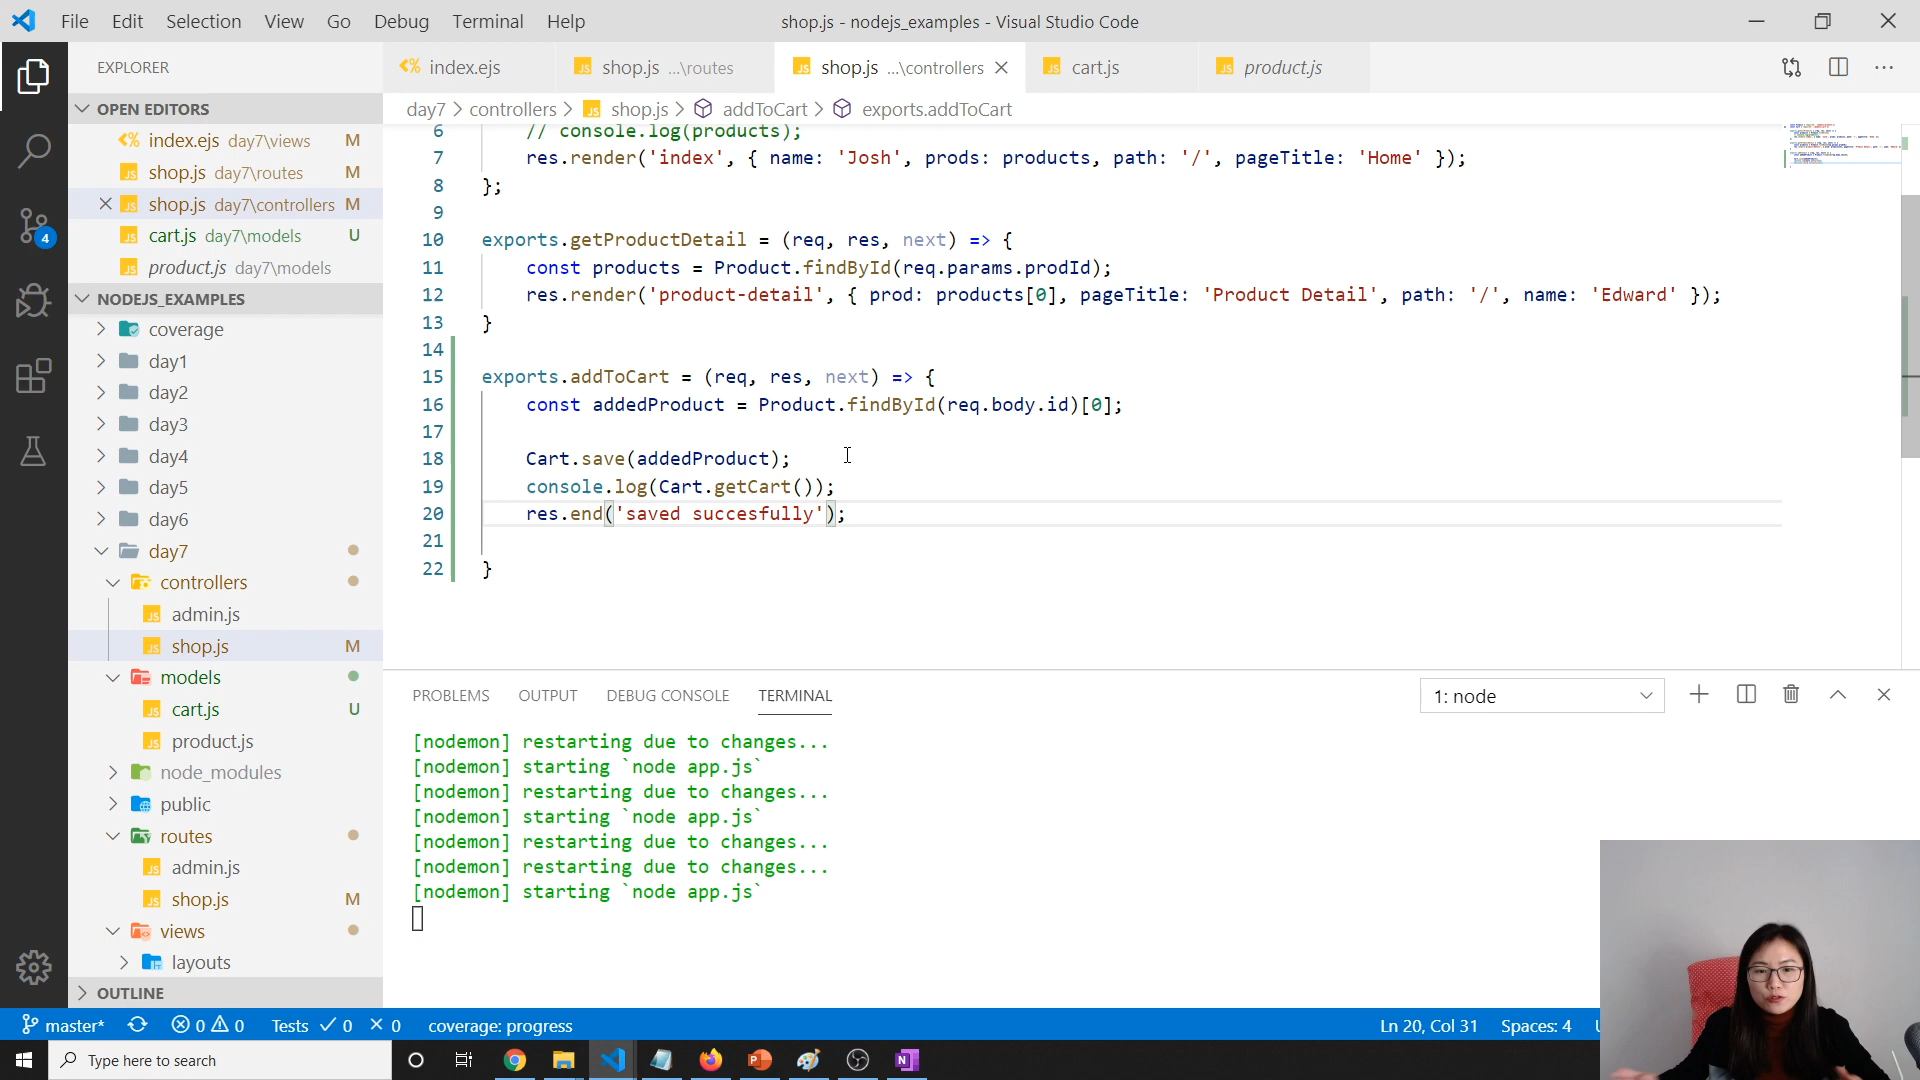 File Edit Selection View Go Debug Terminal Help
shop.js - nodejs_examples - Visual Studio Code
EXPLORER
OPEN EDITORS
index.ejs day7\views M
shop.js day7\routes M
shop.js day7\controllers M
cart.js day7\models U
product.js day7\models
NODEJS_EXAMPLES
coverage
day1
day2
day3
day4
day5
day6
day7
controllers
admin.js
shop.js M
models
cart.js U
product.js
node_modules
public
routes
admin.js
shop.js M
views
layouts
OUTLINE
4
index.ejs
shop.js ...\routes
shop.js ...\controllers
cart.js
product.js
day7 > controllers > shop.js > addToCart > exports.addToCart
6 // console.log(products);
7 res.render('index', { name: 'Josh', prods: products, path: '/', pageTitle: 'Home' });
8 };
9
10 exports.getProductDetail = (req, res, next) => {
11 const products = Product.findById(req.params.prodId);
12 res.render('product-detail', { prod: products[0], pageTitle: 'Product Detail', path: '/', name: 'Edward' });
13 }
14
15 exports.addToCart = (req, res, next) => {
16 const addedProduct = Product.findById(req.body.id)[0];
17
18 Cart.save(addedProduct);
19 console.log(Cart.getCart());
20 res.end('saved succesfully');
21
22 }
PROBLEMS OUTPUT DEBUG CONSOLE TERMINAL
1: node
[nodemon] restarting due to changes...
[nodemon] starting `node app.js`
[nodemon] restarting due to changes...
[nodemon] starting `node app.js`
[nodemon] restarting due to changes...
[nodemon] restarting due to changes...
[nodemon] starting `node app.js`
master* 0 0 Tests 0 0 coverage: progress
Ln 20, Col 31 Spaces: 4
Type here to search